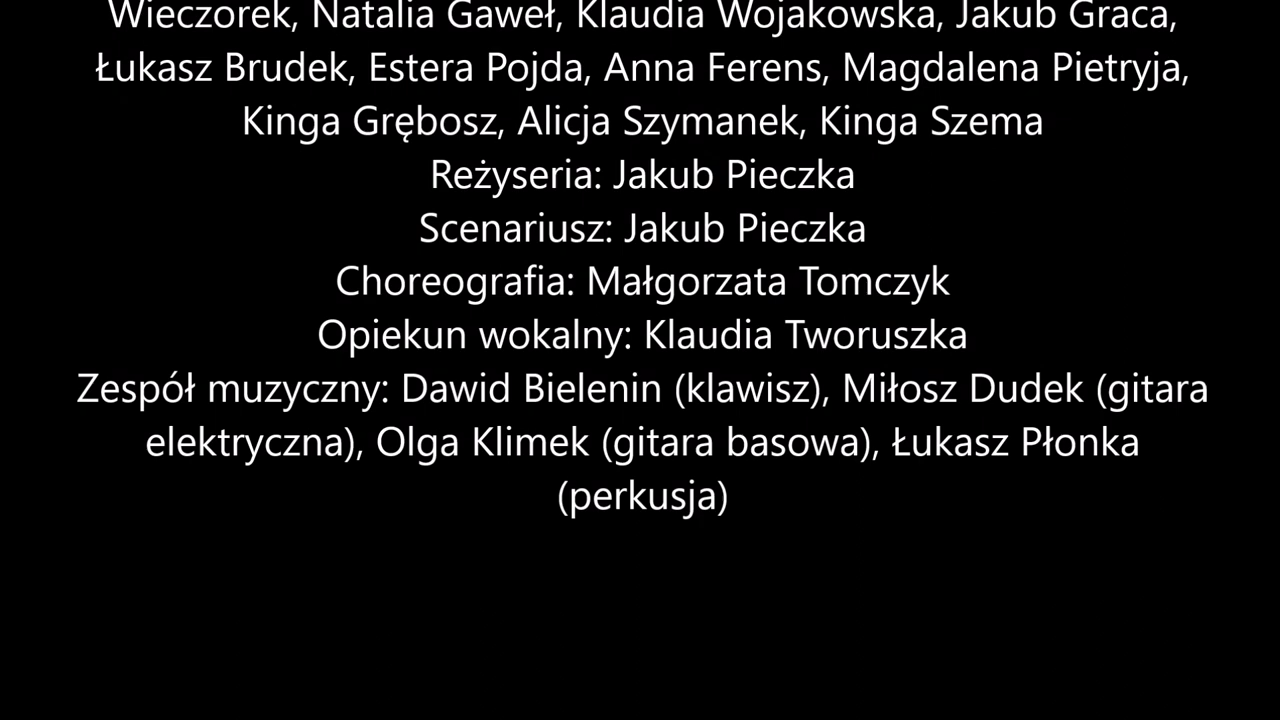 Wieczorek, Natalia Gaweł, Klaudia Wojakowska, Jakub Graca,
Łukasz Brudek, Estera Pojda, Anna Ferens, Magdalena Pietryja,
Kinga Grębosz, Alicja Szymanek, Kinga Szema
Reżyseria: Jakub Pieczka
Scenariusz: Jakub Pieczka
Choreografia: Małgorzata Tomczyk
Opiekun wokalny: Klaudia Tworuszka
Zespół muzyczny: Dawid Bielenin (klawisz), Miłosz Dudek (gitara
elektryczna), Olga Klimek (gitara basowa), Łukasz Płonka
(perkusja)